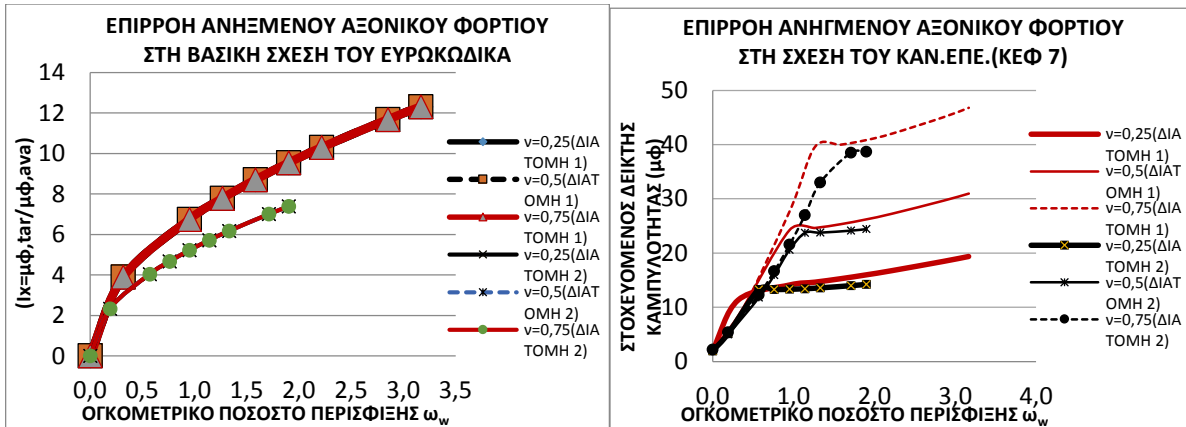 ΕΠΙΡΡΟΗ ΑΝΗΞΜΕΝΟΥ ΑΞΟΝΙΚΟΥ ΦΟΡΤΙΟΥ
ΣΤΗ ΒΑΣΙΚΗ ΣΧΕΣΗ ΤΟΥ ΕΥΡΩΚΩΔΙΚΑ
(Ιx=μφ,tar/μφ,ava)
14
12
10
8
6
4
2
0
0,0 0,5 1,0 1,5 2,0 2,5 3,0 3,5
ΟΓΚΟΜΕΤΡΙΚΟ ΠΟΣΟΣΤΟ ΠΕΡΙΣΦΙΞΗΣ ωw
ν=0,25(ΔΙΑ
ΤΟΜΗ 1)
ν=0,5(ΔΙΑΤ
ΟΜΗ 1)
ν=0,75(ΔΙΑ
ΤΟΜΗ 1)
ν=0,25(ΔΙΑ
ΤΟΜΗ 2)
ν=0,5(ΔΙΑΤ
ΟΜΗ 2)
ν=0,75(ΔΙΑ
ΤΟΜΗ 2)
ΕΠΙΡΡΟΗ ΑΝΗΓΜΕΝΟΥ ΑΞΟΝΙΚΟΥ ΦΟΡΤΙΟΥ
ΣΤΗ ΣΧΕΣΗ ΤΟΥ ΚΑΝ.ΕΠΕ.(ΚΕΦ 7)
ΣΤΟΧΕΥΟΜΕΝΟΣ ΔΕΙΚΤΗΣ
ΚΑΜΠΥΛΟΤΗΤΑΣ (μφ)
50
40
30
20
10
0
0,0 1,0 2,0 3,0 4,0
ΟΓΚΟΜΕΤΡΙΚΟ ΠΟΣΟΣΤΟ ΠΕΡΙΣΦΙΞΗΣ ωw
ν=0,25(ΔΙΑ
ΤΟΜΗ 1)
ν=0,5(ΔΙΑΤ
ΟΜΗ 1)
ν=0,75(ΔΙΑ
ΤΟΜΗ 1)
ν=0,25(ΔΙΑ
ΤΟΜΗ 2)
ν=0,5(ΔΙΑΤ
ΟΜΗ 2)
ν=0,75(ΔΙΑ
ΤΟΜΗ 2)